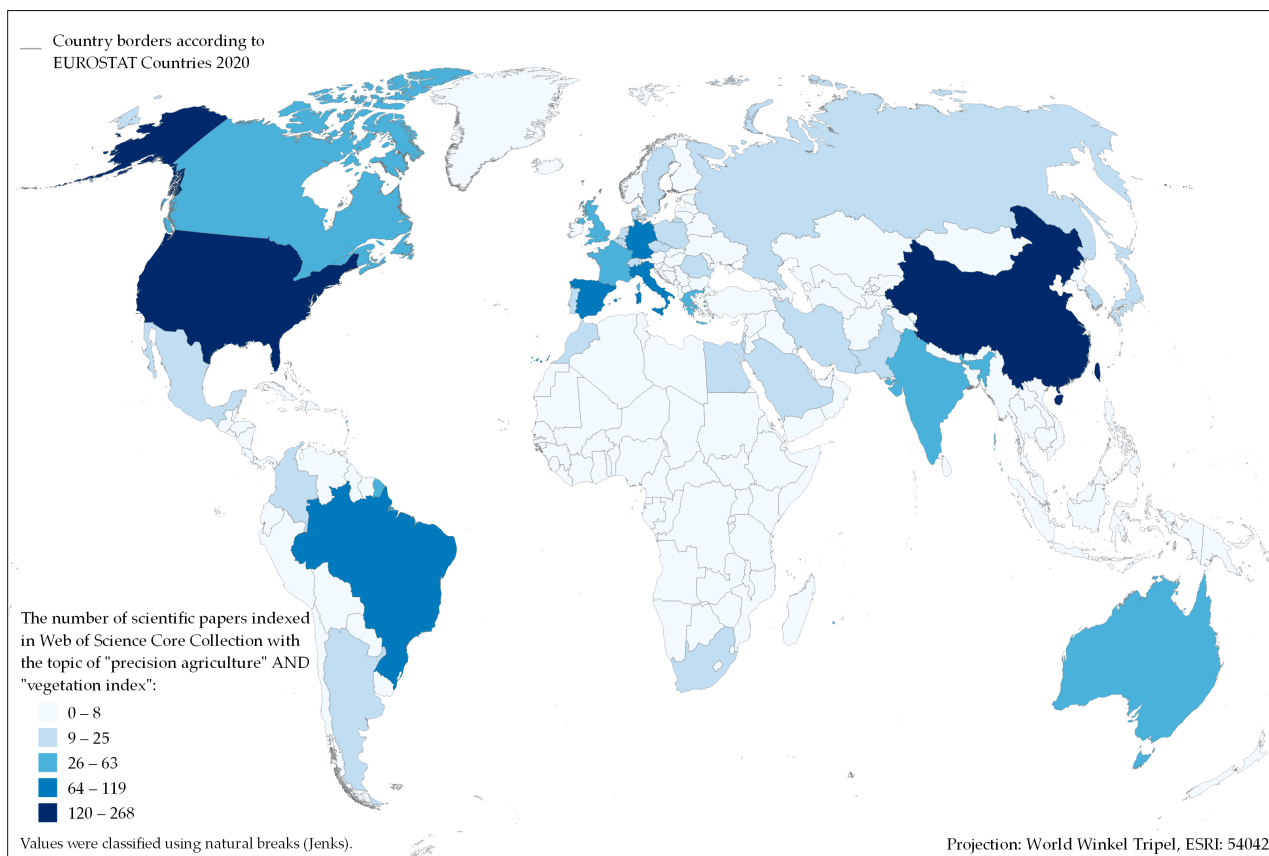 Country borders according to
EUROSTAT Countries 2020
The number of scientific papers indexed
in Web of Science Core Collection with
the topic of "precision agriculture" AND
"vegetation index":
0 – 8
9 – 25
26 – 63
64 – 119
120 – 268
Values were classified using natural breaks (Jenks).
Projection: World Winkel Tripel, ESRI: 54042